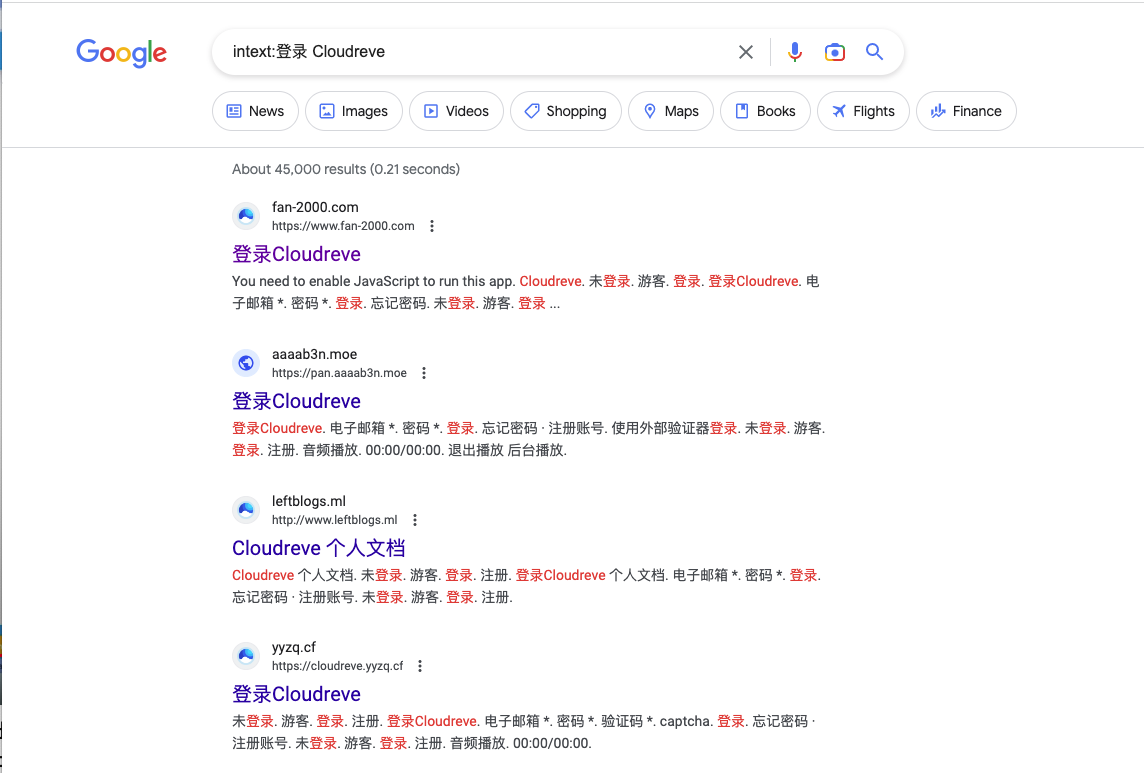 Google
intext:登录 Cloudreve
News Images Videos Shopping Maps Books Flights Finance
About 45,000 results (0.21 seconds)
fan-2000.com
https://www.fan-2000.com
登录Cloudreve
You need to enable JavaScript to run this app. Cloudreve. 未登录. 游客. 登录. 登录Cloudreve. 电
子邮箱 *. 密码 *. 登录. 忘记密码. 未登录. 游客. 登录 ...
aaaab3n.moe
https://pan.aaaab3n.moe
登录Cloudreve
登录Cloudreve. 电子邮箱 *. 密码 *. 登录. 忘记密码 · 注册账号. 使用外部验证器登录. 未登录. 游客.
登录. 注册. 音频播放. 00:00/00:00. 退出播放 后台播放.
leftblogs.ml
http://www.leftblogs.ml
Cloudreve 个人文档
Cloudreve 个人文档. 未登录. 游客. 登录. 注册. 登录Cloudreve 个人文档. 电子邮箱 *. 密码 *. 登录.
忘记密码 · 注册账号. 未登录. 游客. 登录. 注册.
yyzq.cf
https://cloudreve.yyzq.cf
登录Cloudreve
未登录. 游客. 登录. 注册. 登录Cloudreve. 电子邮箱 *. 密码 *. 验证码 *. captcha. 登录. 忘记密码 ·
注册账号. 未登录. 游客. 登录. 注册. 音频播放. 00:00/00:00.